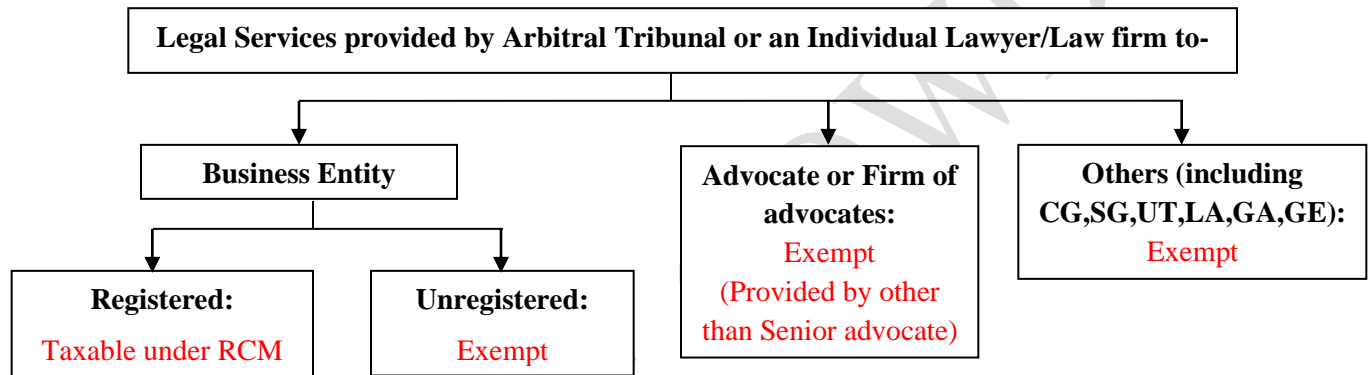 Legal Services provided by Arbitral Tribunal or an Individual Lawyer/Law firm to-
Business Entity
Registered:
Taxable under RCM
Unregistered:
Exempt
Advocate or Firm of
advocates:
Exempt
(Provided by other
than Senior advocate)
Others (including
CG,SG,UT,LA,GA,GE):
Exempt